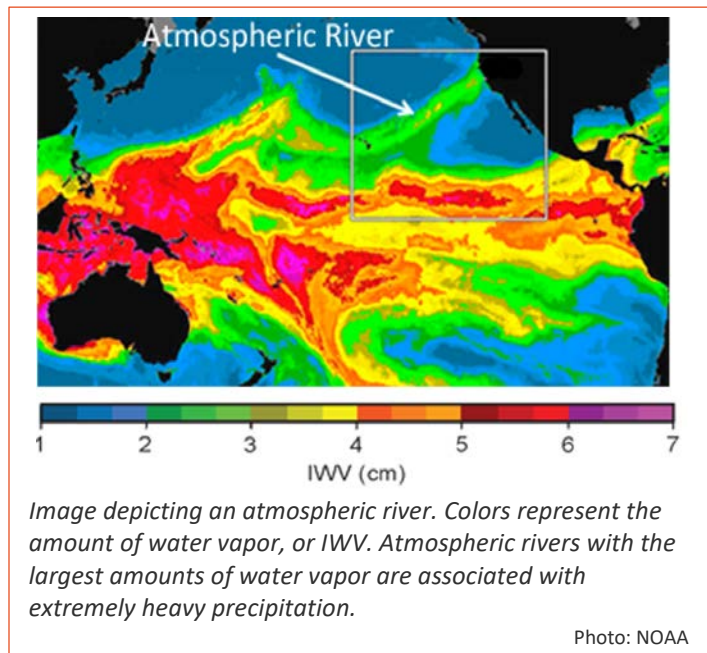 Atmospheric River
1 2 3 4 5 6 7
IWV (cm)
Image depicting an atmospheric river. Colors represent the
amount of water vapor, or IWV. Atmospheric rivers with the
largest amounts of water vapor are associated with
extremely heavy precipitation.
Photo: NOAA